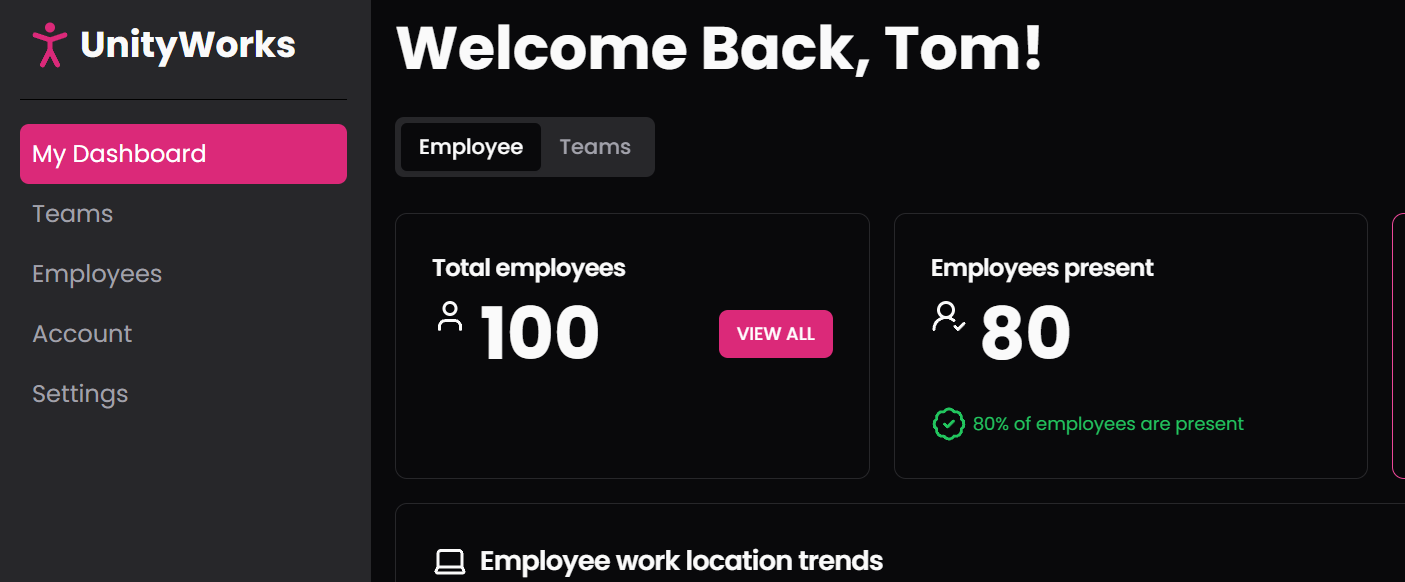 UnityWorks
My Dashboard
Teams
Employees
Account
Settings
Welcome Back, Tom!
Employee
Teams
Total employees
100
VIEW ALL
Employees present
80
80% of employees are present
Employee work location trends